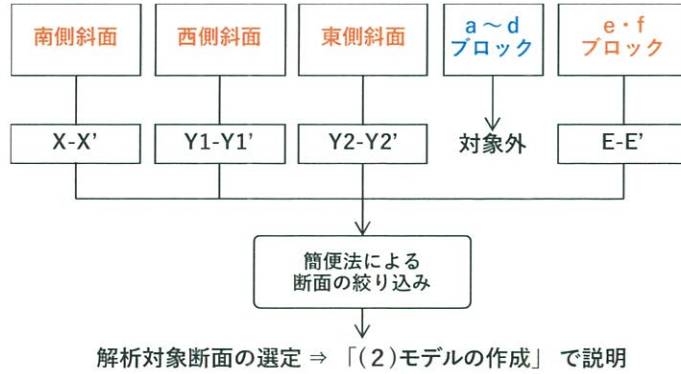 南側斜面
西側斜面
東側斜面
a～d
ブロック
e・f
ブロック
X-X’
Y1-Y1’
Y2-Y2’
対象外
E-E’
簡便法による
断面の絞り込み
解析対象断面の選定 ⇒ 「(2)モデルの作成」 で説明